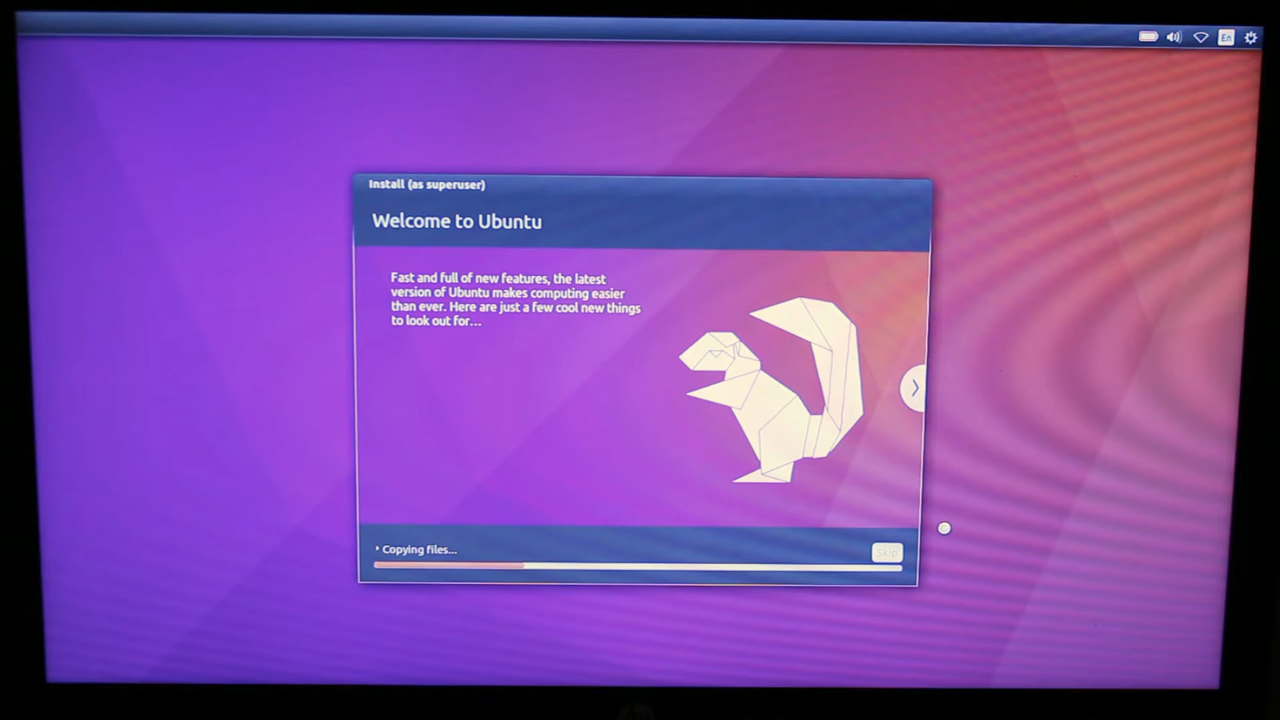 En
Install (as superuser)
Welcome to Ubuntu
Fast and full of new features, the latest
version of Ubuntu makes computing easier
than ever. Here are just a few cool new things
to look out for...
Copying files...
Skip